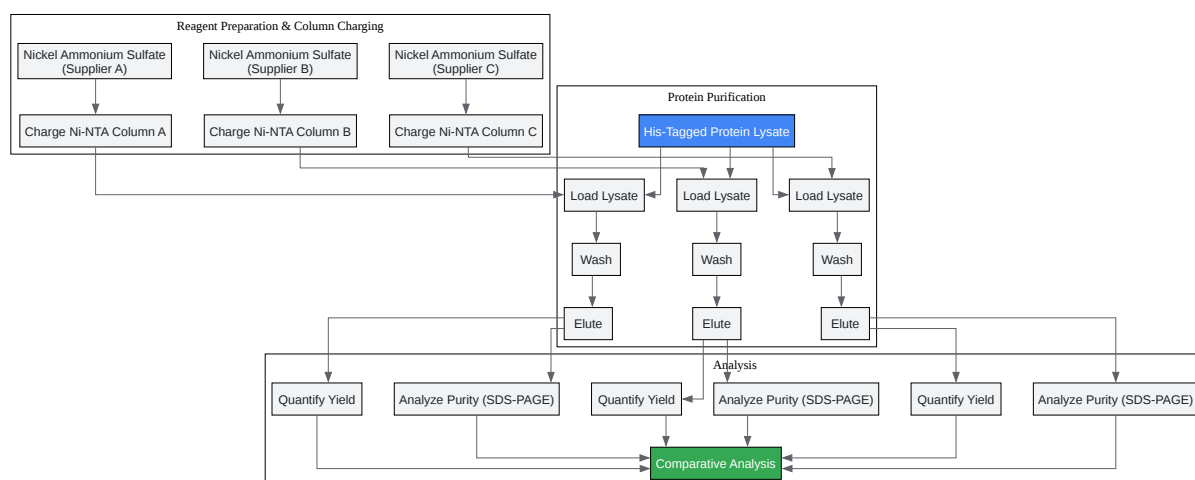 Reagent Preparation & Column Charging
Nickel Ammonium Sulfate
(Supplier A)
Nickel Ammonium Sulfate
(Supplier B)
Nickel Ammonium Sulfate
(Supplier C)
Charge Ni-NTA Column A
Charge Ni-NTA Column B
Charge Ni-NTA Column C
Protein Purification
His-Tagged Protein Lysate
Load Lysate
Load Lysate
Load Lysate
Wash
Wash
Wash
Elute
Elute
Elute
Analysis
Quantify Yield
Analyze Purity (SDS-PAGE)
Quantify Yield
Analyze Purity (SDS-PAGE)
Quantify Yield
Analyze Purity (SDS-PAGE)
Comparative Analysis